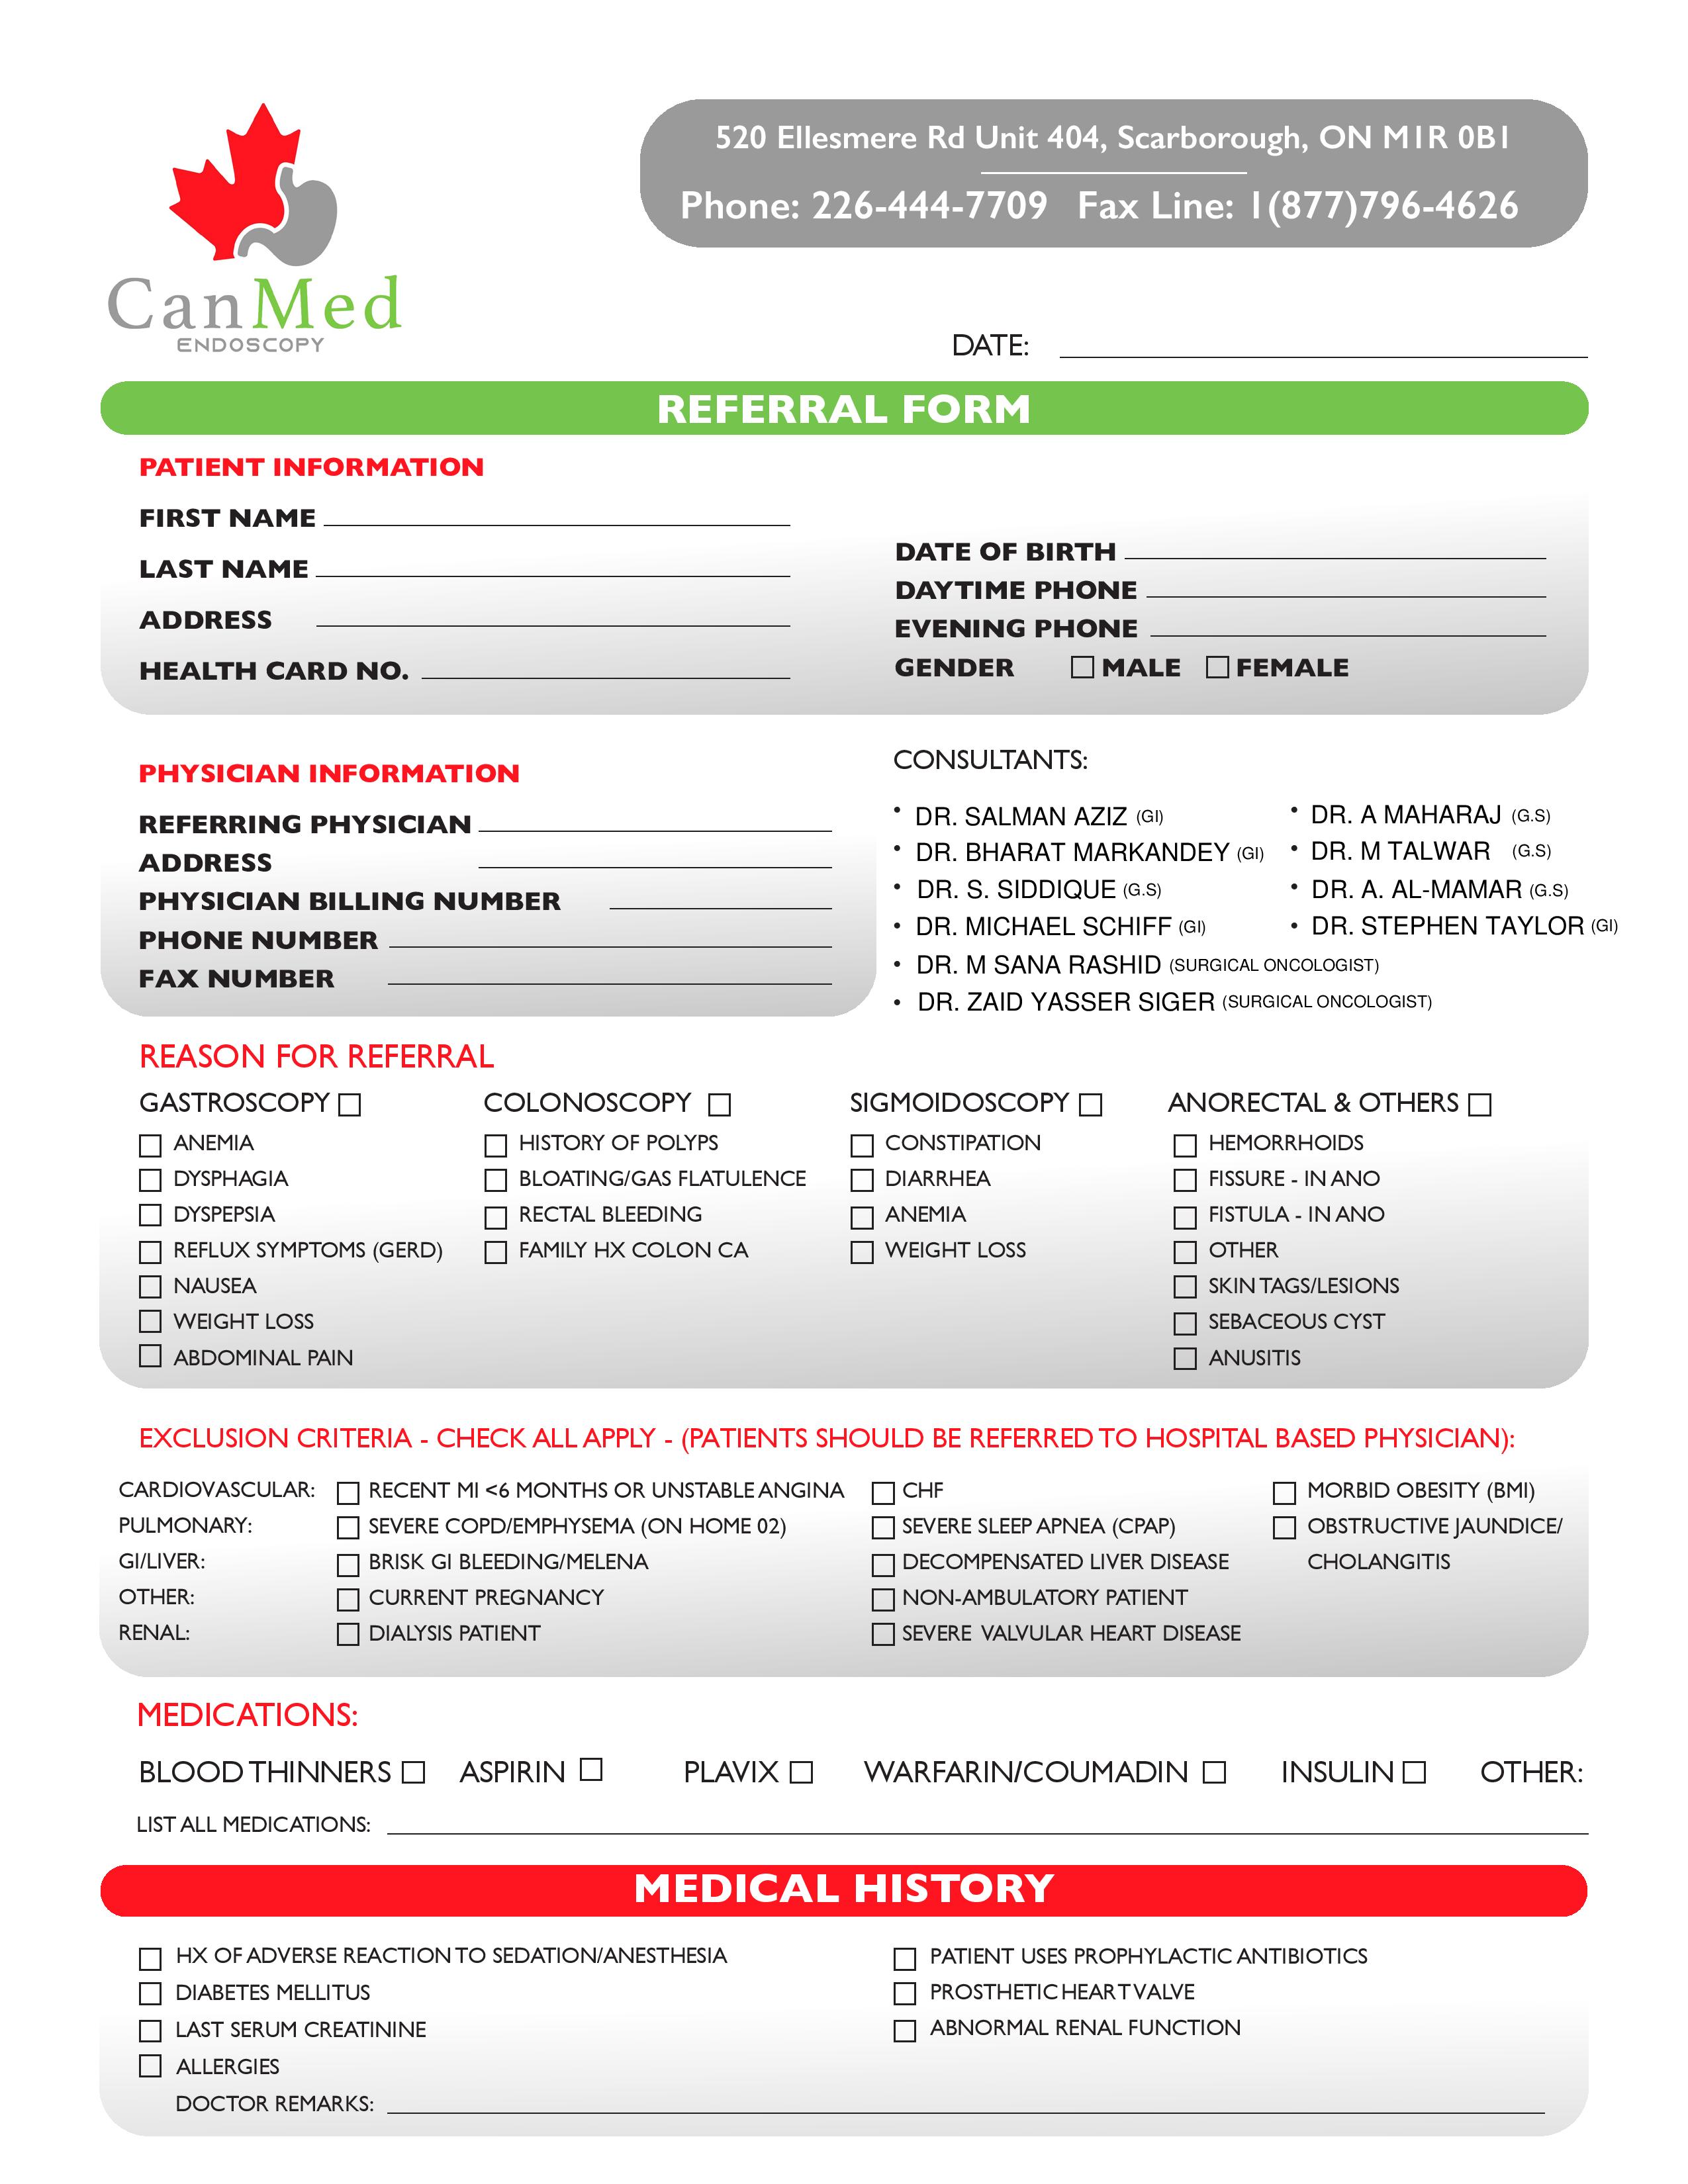 520 Ellesmere Rd Unit 404, Scarborough, ON M1R 0B1
Phone: 226-444-7709 Fax Line: 1(877)796-4626
CanMed
ENDOSCOPY
DATE:
REFERRAL FORM
PATIENT INFORMATION
FIRST NAME
LAST NAME
ADDRESS
HEALTH CARD NO.
DATE OF BIRTH
DAYTIME PHONE
EVENING PHONE
GENDER MALE FEMALE
PHYSICIAN INFORMATION
REFERRING PHYSICIAN
ADDRESS
PHYSICIAN BILLING NUMBER
PHONE NUMBER
FAX NUMBER
CONSULTANTS:
• DR. SALMAN AZIZ (GI)
• DR. BHARAT MARKANDEY (GI)
• DR. S. SIDDIQUE (G.S)
• DR. MICHAEL SCHIFF (GI)
• DR. M SANA RASHID (SURGICAL ONCOLOGIST)
• DR. ZAID YASSER SIGER (SURGICAL ONCOLOGIST)
• DR. A MAHARAJ (G.S)
• DR. M TALWAR (G.S)
• DR. A. AL-MAMAR (G.S)
• DR. STEPHEN TAYLOR (GI)
REASON FOR REFERRAL
GASTROSCOPY
ANEMIA
DYSPHAGIA
DYSPEPSIA
REFLUX SYMPTOMS (GERD)
NAUSEA
WEIGHT LOSS
ABDOMINAL PAIN
COLONOSCOPY
HISTORY OF POLYPS
BLOATING/GAS FLATULENCE
RECTAL BLEEDING
FAMILY HX COLON CA
SIGMOIDOSCOPY
CONSTIPATION
DIARRHEA
ANEMIA
WEIGHT LOSS
ANORECTAL & OTHERS
HEMORRHOIDS
FISSURE - IN ANO
FISTULA - IN ANO
OTHER
SKIN TAGS/LESIONS
SEBACEOUS CYST
ANUSITIS
EXCLUSION CRITERIA - CHECK ALL APPLY - (PATIENTS SHOULD BE REFERRED TO HOSPITAL BASED PHYSICIAN):
CARDIOVASCULAR: RECENT MI <6 MONTHS OR UNSTABLE ANGINA CHF MORBID OBESITY (BMI)
PULMONARY: SEVERE COPD/EMPHYSEMA (ON HOME 02) SEVERE SLEEP APNEA (CPAP) OBSTRUCTIVE JAUNDICE/
GI/LIVER: BRISK GI BLEEDING/MELENA DECOMPENSATED LIVER DISEASE CHOLANGITIS
OTHER: CURRENT PREGNANCY NON-AMBULATORY PATIENT
RENAL: DIALYSIS PATIENT SEVERE VALVULAR HEART DISEASE
MEDICATIONS:
BLOOD THINNERS ASPIRIN PLAVIX WARFARIN/COUMADIN INSULIN OTHER:
LIST ALL MEDICATIONS:
MEDICAL HISTORY
HX OF ADVERSE REACTION TO SEDATION/ANESTHESIA
DIABETES MELLITUS
LAST SERUM CREATININE
ALLERGIES
PATIENT USES PROPHYLACTIC ANTIBIOTICS
PROSTHETIC HEART VALVE
ABNORMAL RENAL FUNCTION
DOCTOR REMARKS: